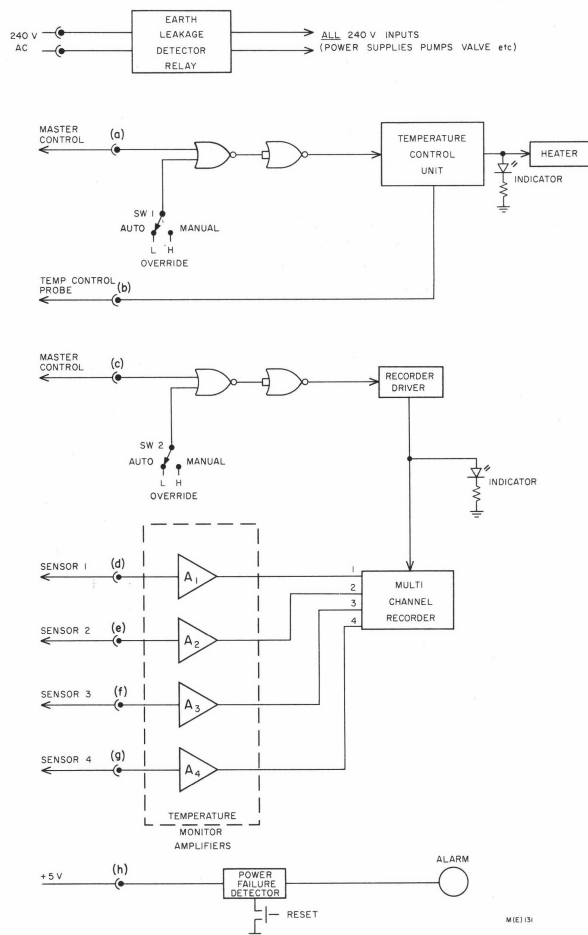 240 V
AC
EARTH
LEAKAGE
DETECTOR
RELAY
ALL 240 V INPUTS
(POWER SUPPLIES PUMPS VALVE etc)
MASTER
CONTROL
(a)
TEMPERATURE
CONTROL
UNIT
HEATER
INDICATOR
SW 1
AUTO
MANUAL
L H
OVERRIDE
TEMP CONTROL
PROBE
(b)
MASTER
CONTROL
(c)
RECORDER
DRIVER
SW 2
AUTO
MANUAL
L H
OVERRIDE
INDICATOR
SENSOR 1
(d)
A1
1
2
3
4
MULTI
CHANNEL
RECORDER
SENSOR 2
(e)
A2
SENSOR 3
(f)
A3
SENSOR 4
(g)
A4
TEMPERATURE
MONITOR
AMPLIFIERS
+5 V
(h)
POWER
FAILURE
DETECTOR
ALARM
RESET
M(E) 131